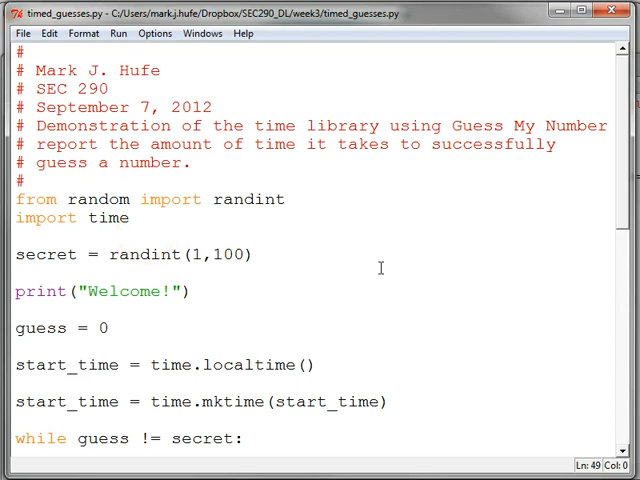 timed_guesses.py - C:/Users/mark.j.hufe/Dropbox/SEC290_DL/week3/timed_guesses.py
File Edit Format Run Options Windows Help
#
# Mark J. Hufe
# SEC 290
# September 7, 2012
# Demonstration of the time library using Guess My Number
# report the amount of time it takes to successfully
# guess a number.
#
from random import randint
import time
secret = randint(1,100)
print("Welcome!")
guess = 0
start_time = time.localtime()
start_time = time.mktime(start_time)
while guess != secret:
Ln: 49 Col: 0